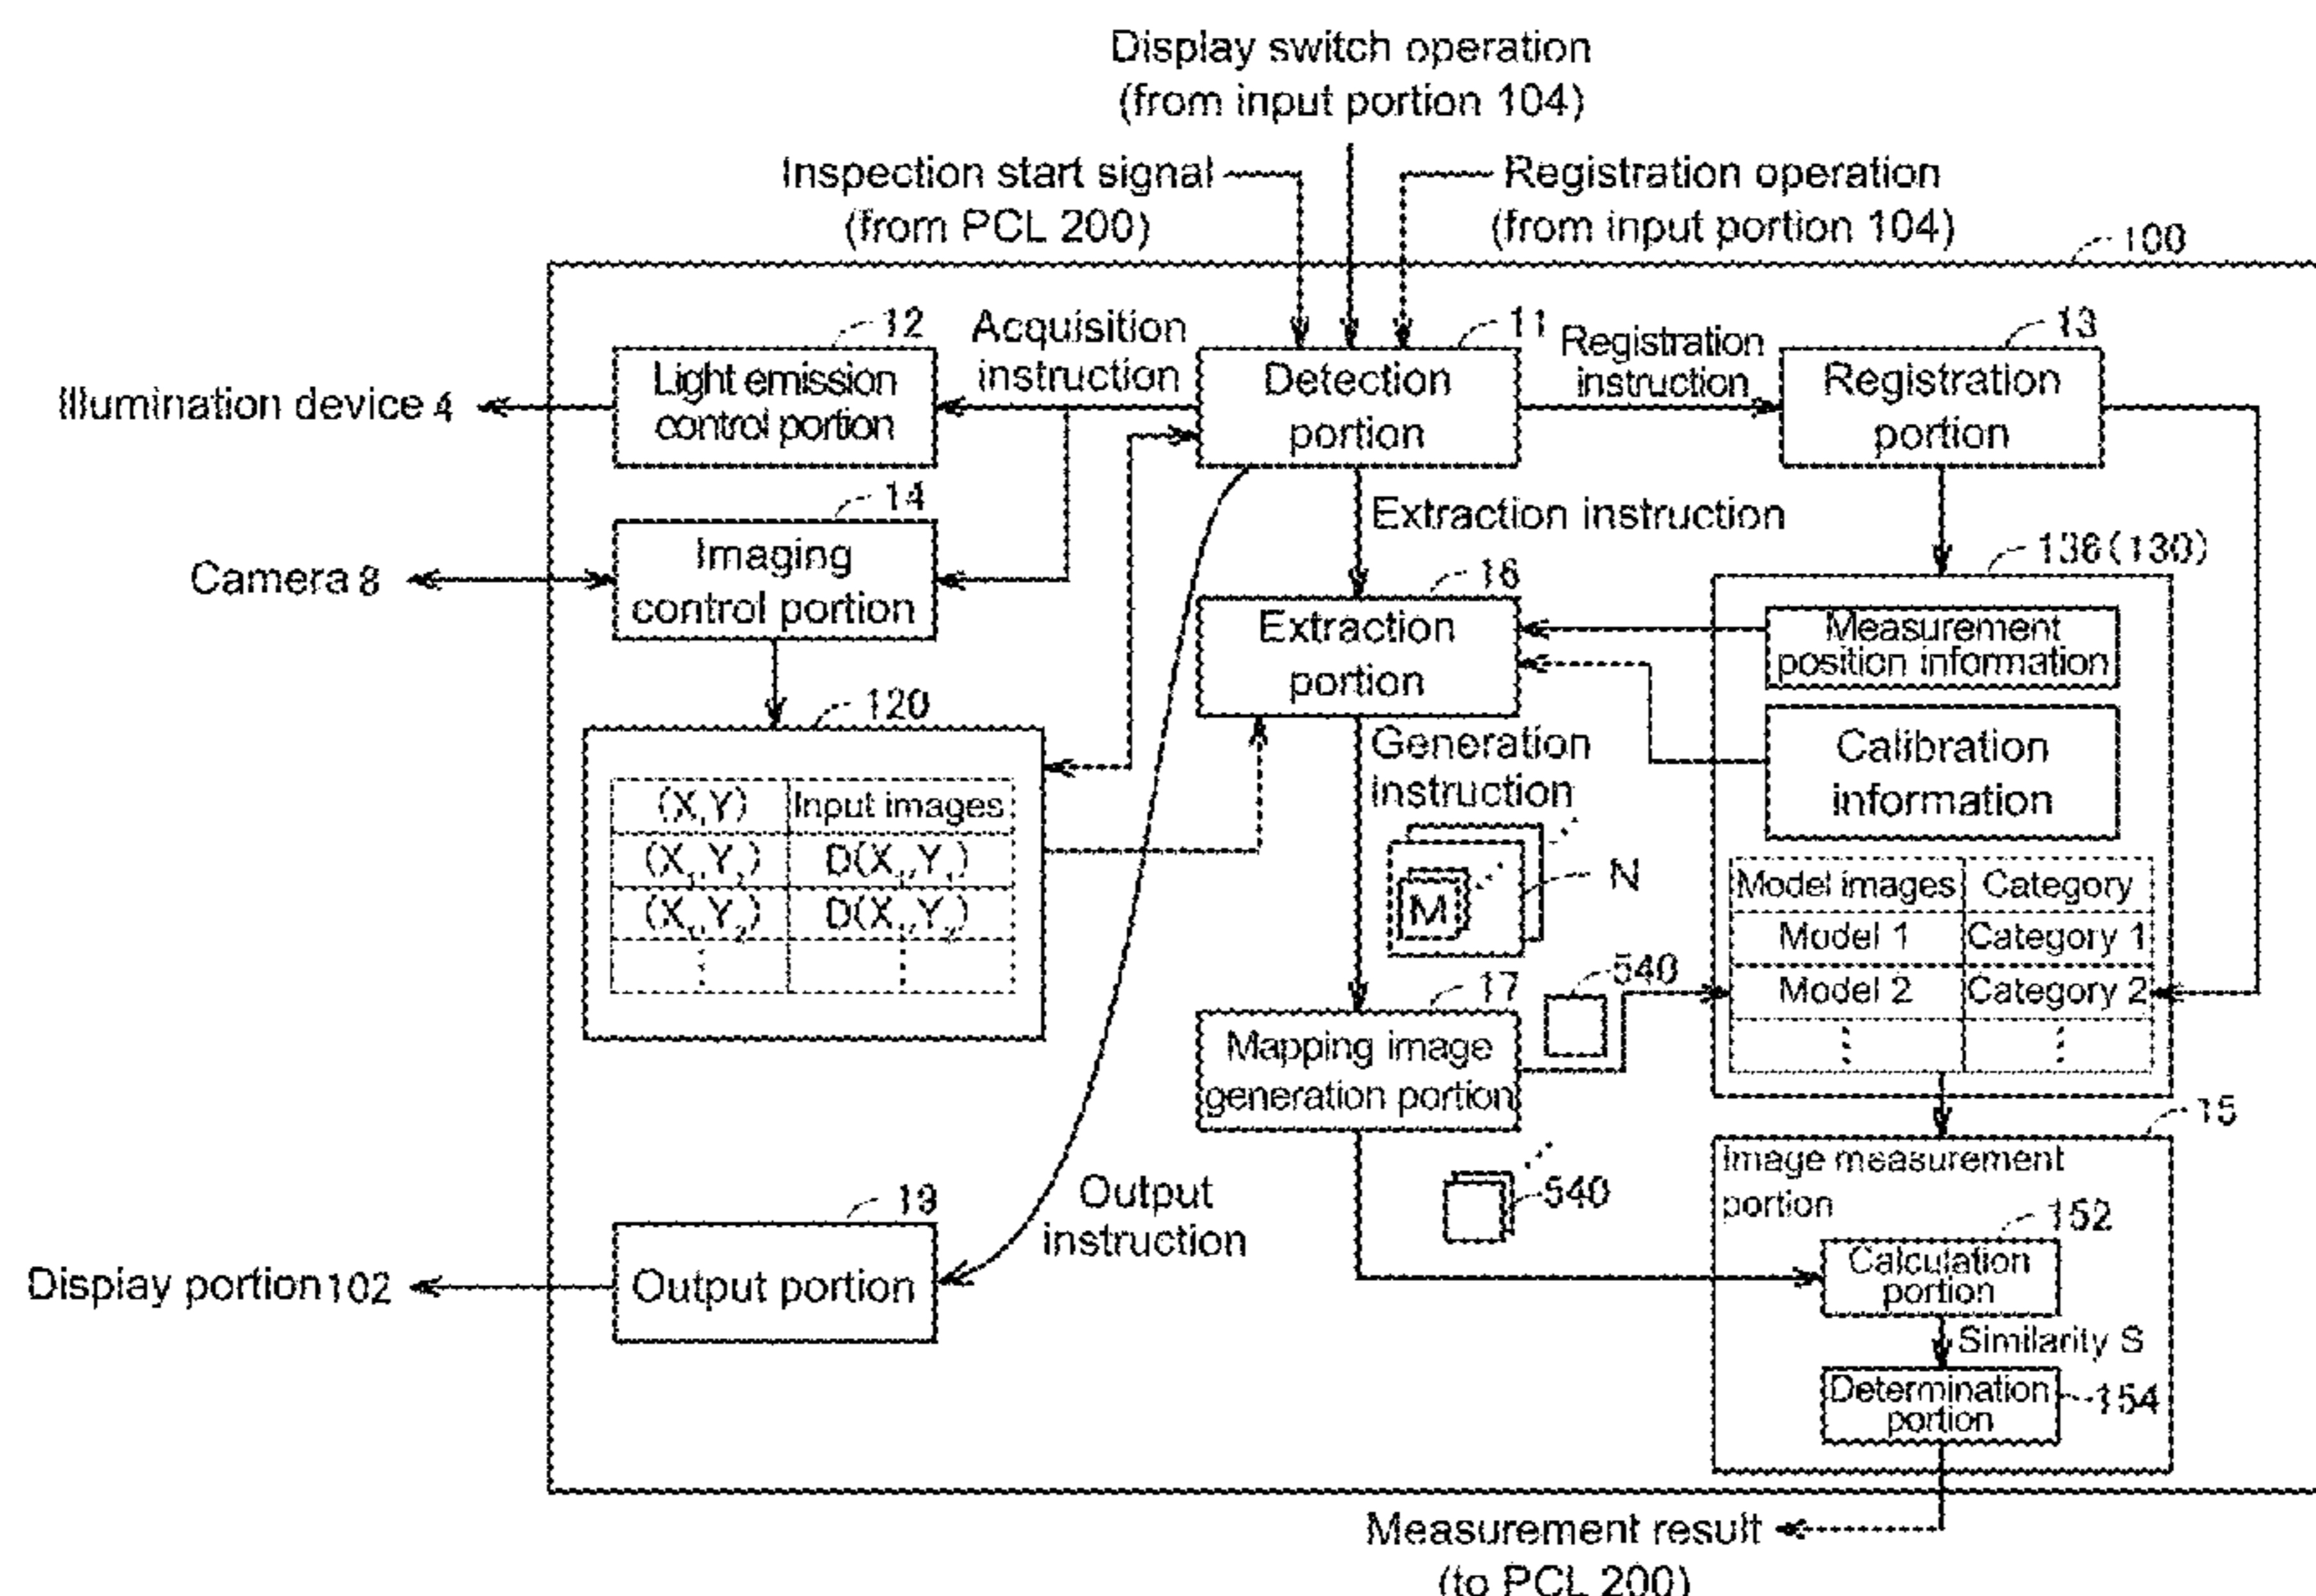 Display switch operation
(from input portion 104)
Inspection start signal
(from PCL 200)
Registration operation
(from input portion 104)
100
12
Light emission
control portion
Acquisition
instruction
11
Detection
portion
Registration
instruction
13
Registration
portion
Illumination device 4
14
Imaging
control portion
Camera 8
Extraction instruction
16
Extraction
portion
136(130)
Measurement
position information
Calibration
information
120
(X,Y) Input images
(X₁,Y₁) D(X₁,Y₁)
(X₁,Y₂) D(X₁,Y₂)
Generation
instruction
N
M
Model images Category
Model 1 Category 1
Model 2 Category 2
17
Mapping image
generation portion
540
540
15
Image measurement
portion
152
Calculation
portion
Similarity S
Determination
portion
154
Output
instruction
Output portion
Display portion 102
Measurement result
(to PCL 200)